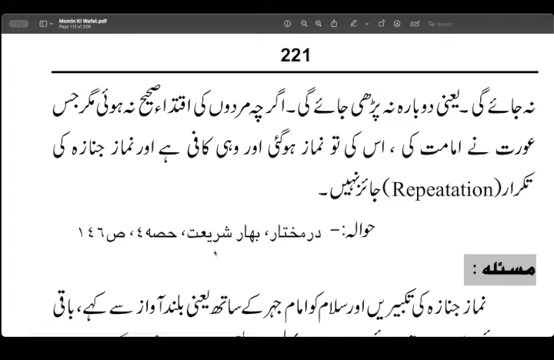 Momin Ki Wafat.pdf
Search
221
نہ جائے گی۔ یعنی دوبارہ نہ پڑھی جائے گی۔ اگرچہ مردوں کی اقتداء صحیح نہ ہوئی مگر جس
عورت نے امامت کی ، اس کی تو نماز ہوگئی اور وہی کافی ہے اور نماز جنازہ کی
تکرار (Repeatation) جائز نہیں ۔
حوالہ:- درمختار، بہار شریعت، حصہ ٤، ص ١٤٦
مسئلہ :
نماز جنازہ کی تکبیریں اور سلام کو امام جہر کے ساتھ یعنی بلند آواز سے کہے ، باقی